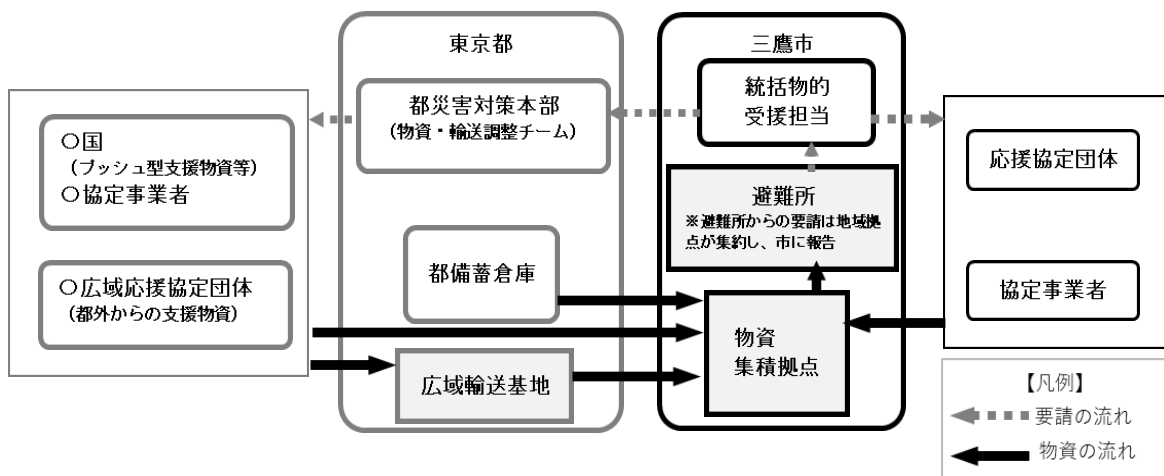 東京都
三鷹市
都災害対策本部
(物資・輸送調整チーム)
統括物的
受援担当
〇国
(プッシュ型支援物資等)
〇協定事業者
応援協定団体
避難所
※避難所からの要請は地域拠
点が集約し、市に報告
都備蓄倉庫
〇広域応援協定団体
(都外からの支援物資)
協定事業者
物資
集積拠点
広域輸送基地
【凡例】
要請の流れ
物資の流れ